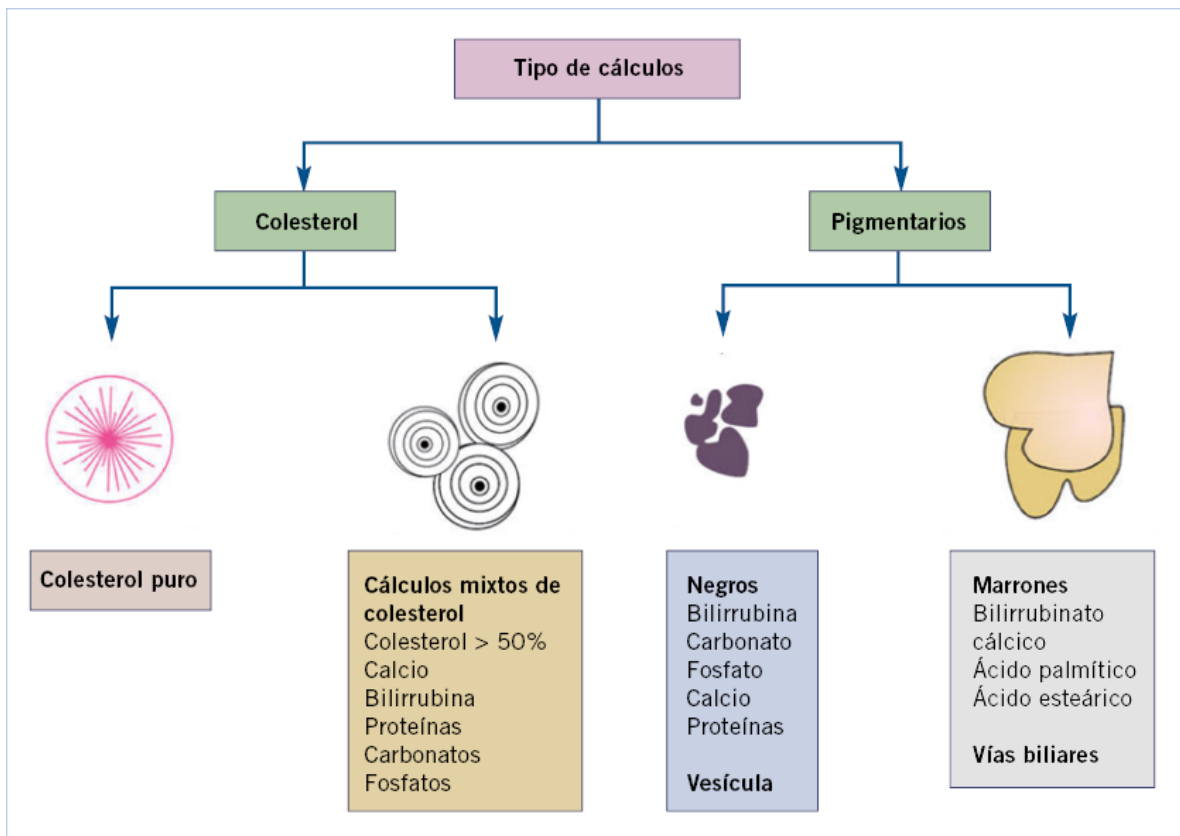 Tipo de cálculos
Colesterol
Pigmentarios
Colesterol puro
Cálculos mixtos de
colesterol
Colesterol > 50%
Calcio
Bilirrubina
Proteínas
Carbonatos
Fosfatos
Negros
Bilirrubina
Carbonato
Fosfato
Calcio
Proteínas
Vesícula
Marrones
Bilirrubinato
cálcico
Ácido palmítico
Ácido esteárico
Vías biliares